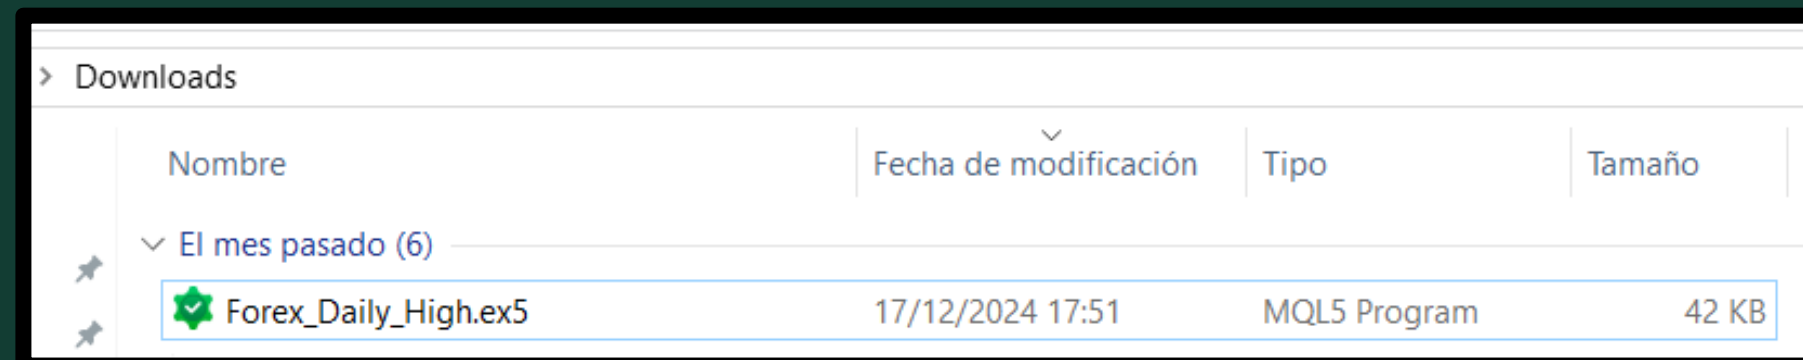 Downloads
Nombre Fecha de modificación Tipo Tamaño
El mes pasado (6)
Forex_Daily_High.ex5 17/12/2024 17:51 MQL5 Program 42 KB